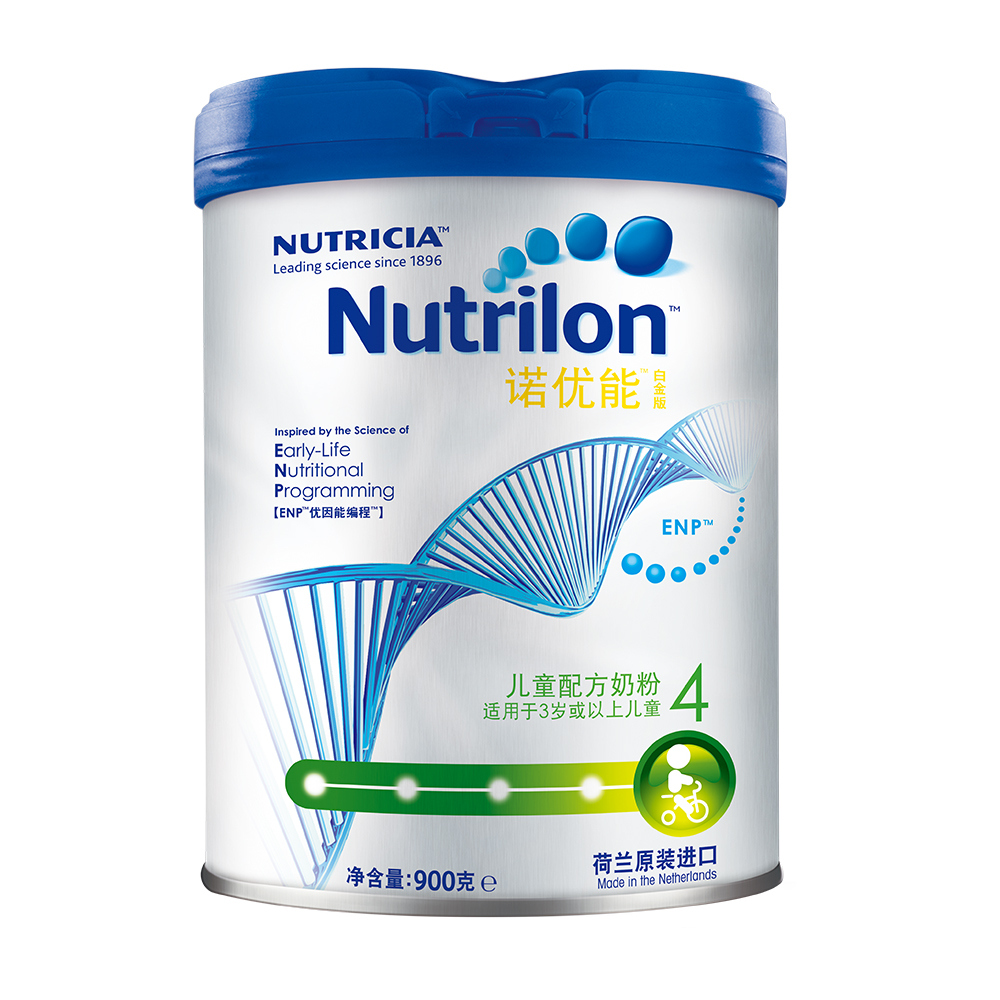 NUTRICIA™
Leading science since 1896
Nutrilon™
诺优能™ 白金版
Inspired by the Science of
Early-Life
Nutritional
Programming
【ENP™优因能编程™】
ENP™
儿童配方奶粉 4
适用于3岁或以上儿童
荷兰原装进口
Made in the Netherlands
净含量:900克 ℮